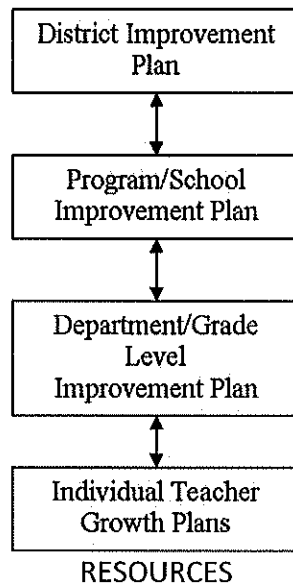 District Improvement
Plan
Program/School
Improvement Plan
Department/Grade
Level
Improvement Plan
Individual Teacher
Growth Plans
RESOURCES